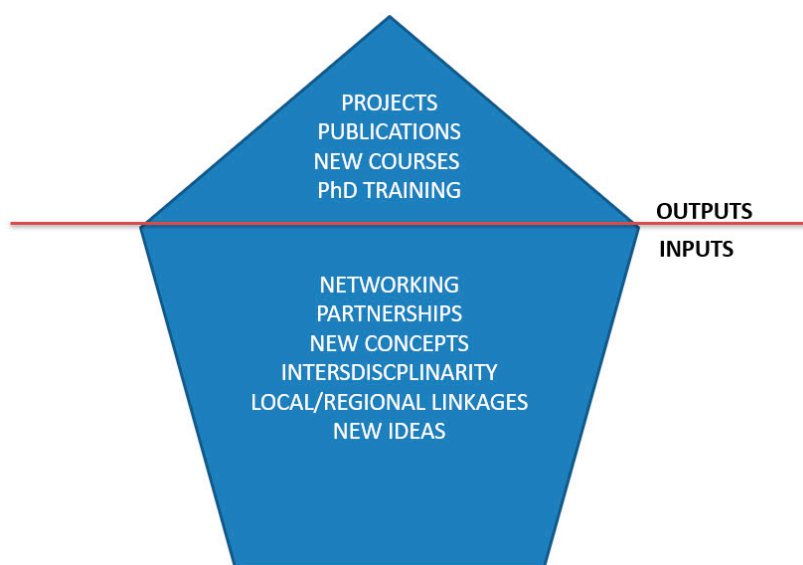 PROJECTS
PUBLICATIONS
NEW COURSES
PhD TRAINING
OUTPUTS
INPUTS
NETWORKING
PARTNERSHIPS
NEW CONCEPTS
INTERSDISCPLINARITY
LOCAL/REGIONAL LINKAGES
NEW IDEAS